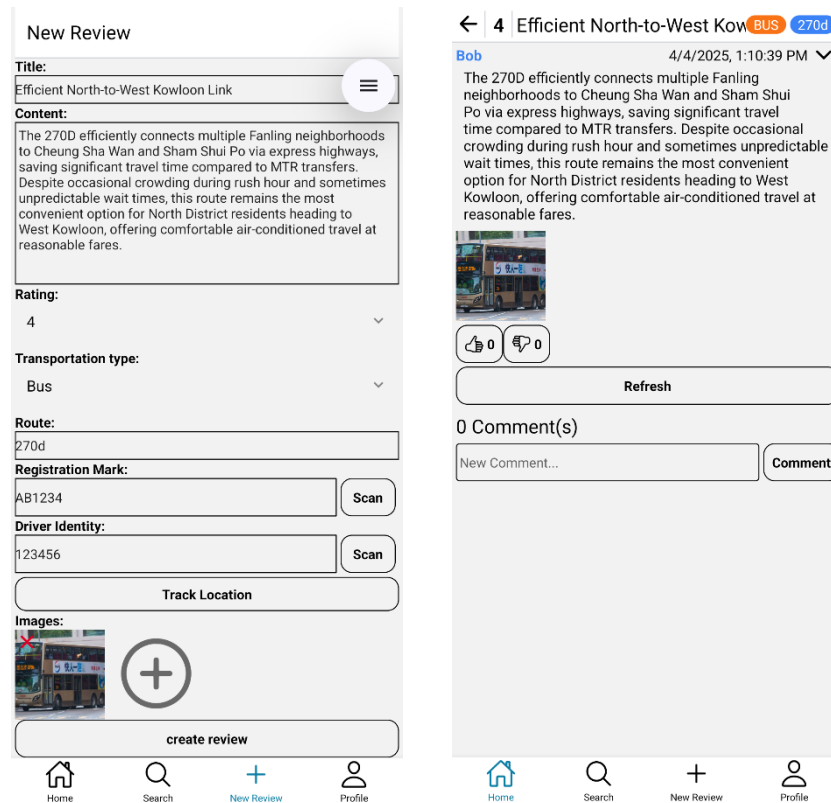 New Review
Title:
Efficient North-to-West Kowloon Link
Content:
The 270D efficiently connects multiple Fanling neighborhoods
to Cheung Sha Wan and Sham Shui Po via express highways,
saving significant travel time compared to MTR transfers.
Despite occasional crowding during rush hour and sometimes
unpredictable wait times, this route remains the most
convenient option for North District residents heading to
West Kowloon, offering comfortable air-conditioned travel at
reasonable fares.
Rating:
4
Transportation type:
Bus
Route:
270d
Registration Mark:
AB1234
Scan
Driver Identity:
123456
Scan
Track Location
Images:
create review
Home
Search
New Review
Profile
4 Efficient North-to-West Kow
BUS
270d
Bob
4/4/2025, 1:10:39 PM
The 270D efficiently connects multiple Fanling
neighborhoods to Cheung Sha Wan and Sham Shui
Po via express highways, saving significant travel
time compared to MTR transfers. Despite occasional
crowding during rush hour and sometimes unpredictable
wait times, this route remains the most convenient
option for North District residents heading to West
Kowloon, offering comfortable air-conditioned travel at
reasonable fares.
0
0
Refresh
0 Comment(s)
New Comment...
Comment
Home
Search
New Review
Profile